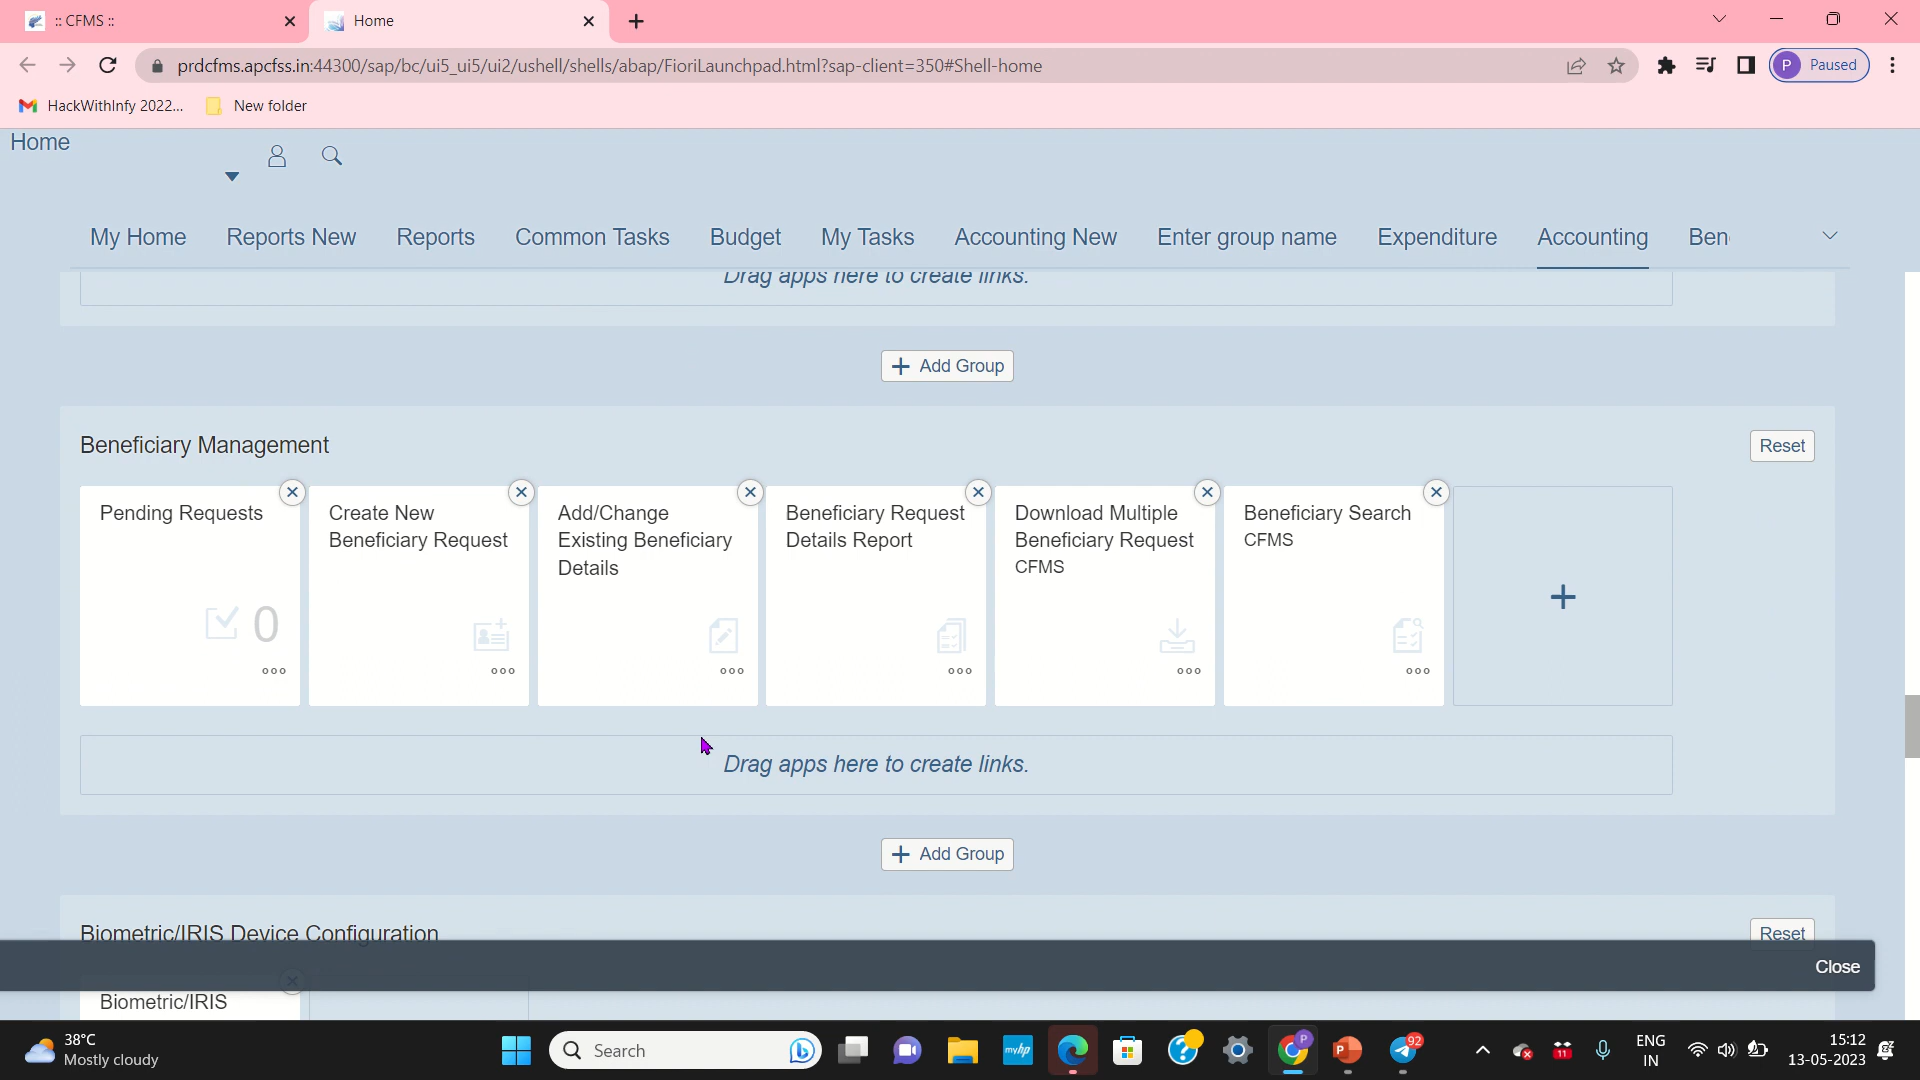 :: CFMS ::
Home
prdcfms.apcfss.in:44300/sap/bc/ui5_ui5/ui2/ushell/shells/abap/FioriLaunchpad.html?sap-client=350#Shell-home
P
Paused
HackWithInfy 2022...
New folder
Home
My Home
Reports New
Reports
Common Tasks
Budget
My Tasks
Accounting New
Enter group name
Expenditure
Accounting
Ben
Drag apps here to create links.
+ Add Group
Beneficiary Management
Reset
Pending Requests
0
Create New
Beneficiary Request
Add/Change
Existing Beneficiary
Details
Beneficiary Request
Details Report
Download Multiple
Beneficiary Request
CFMS
Beneficiary Search
CFMS
+
Drag apps here to create links.
+ Add Group
Biometric/IRIS Device Configuration
Reset
Close
Biometric/IRIS
38°C
Mostly cloudy
Search
myhp
P
92
11
ENG
IN
15:12
13-05-2023